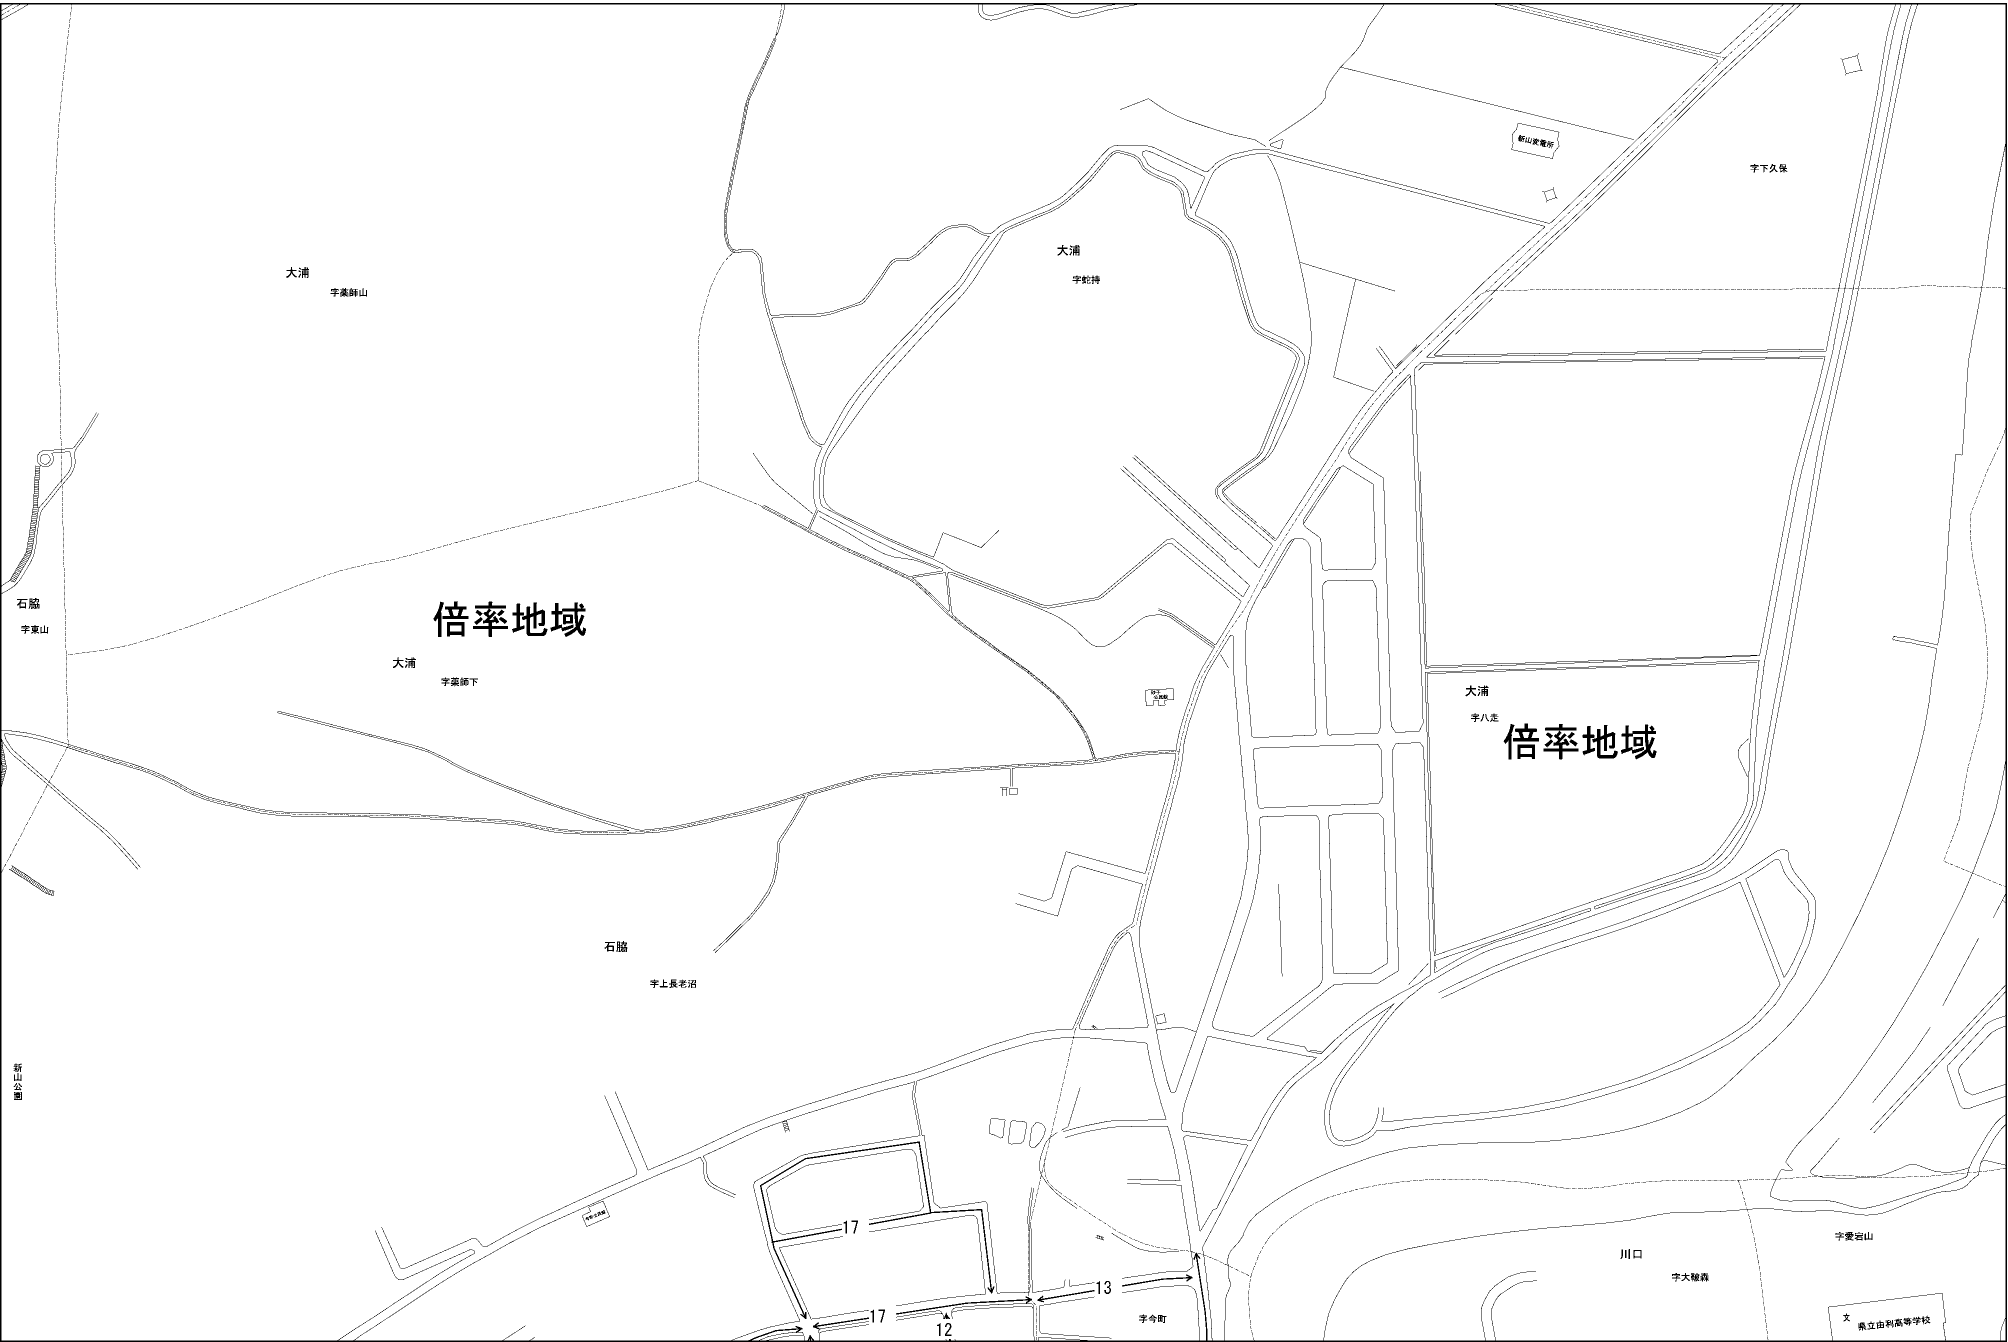 新山変電所
字下久保
大浦
字蛇持
大浦
字薬師山
石脇
字東山
倍率地域
大浦
字薬師下
大浦
字八走
倍率地域
石脇
字上長老沼
新山公園
17
17
13
12
字今町
川口
字大鞁森
字愛宕山
文
県立由利高等学校